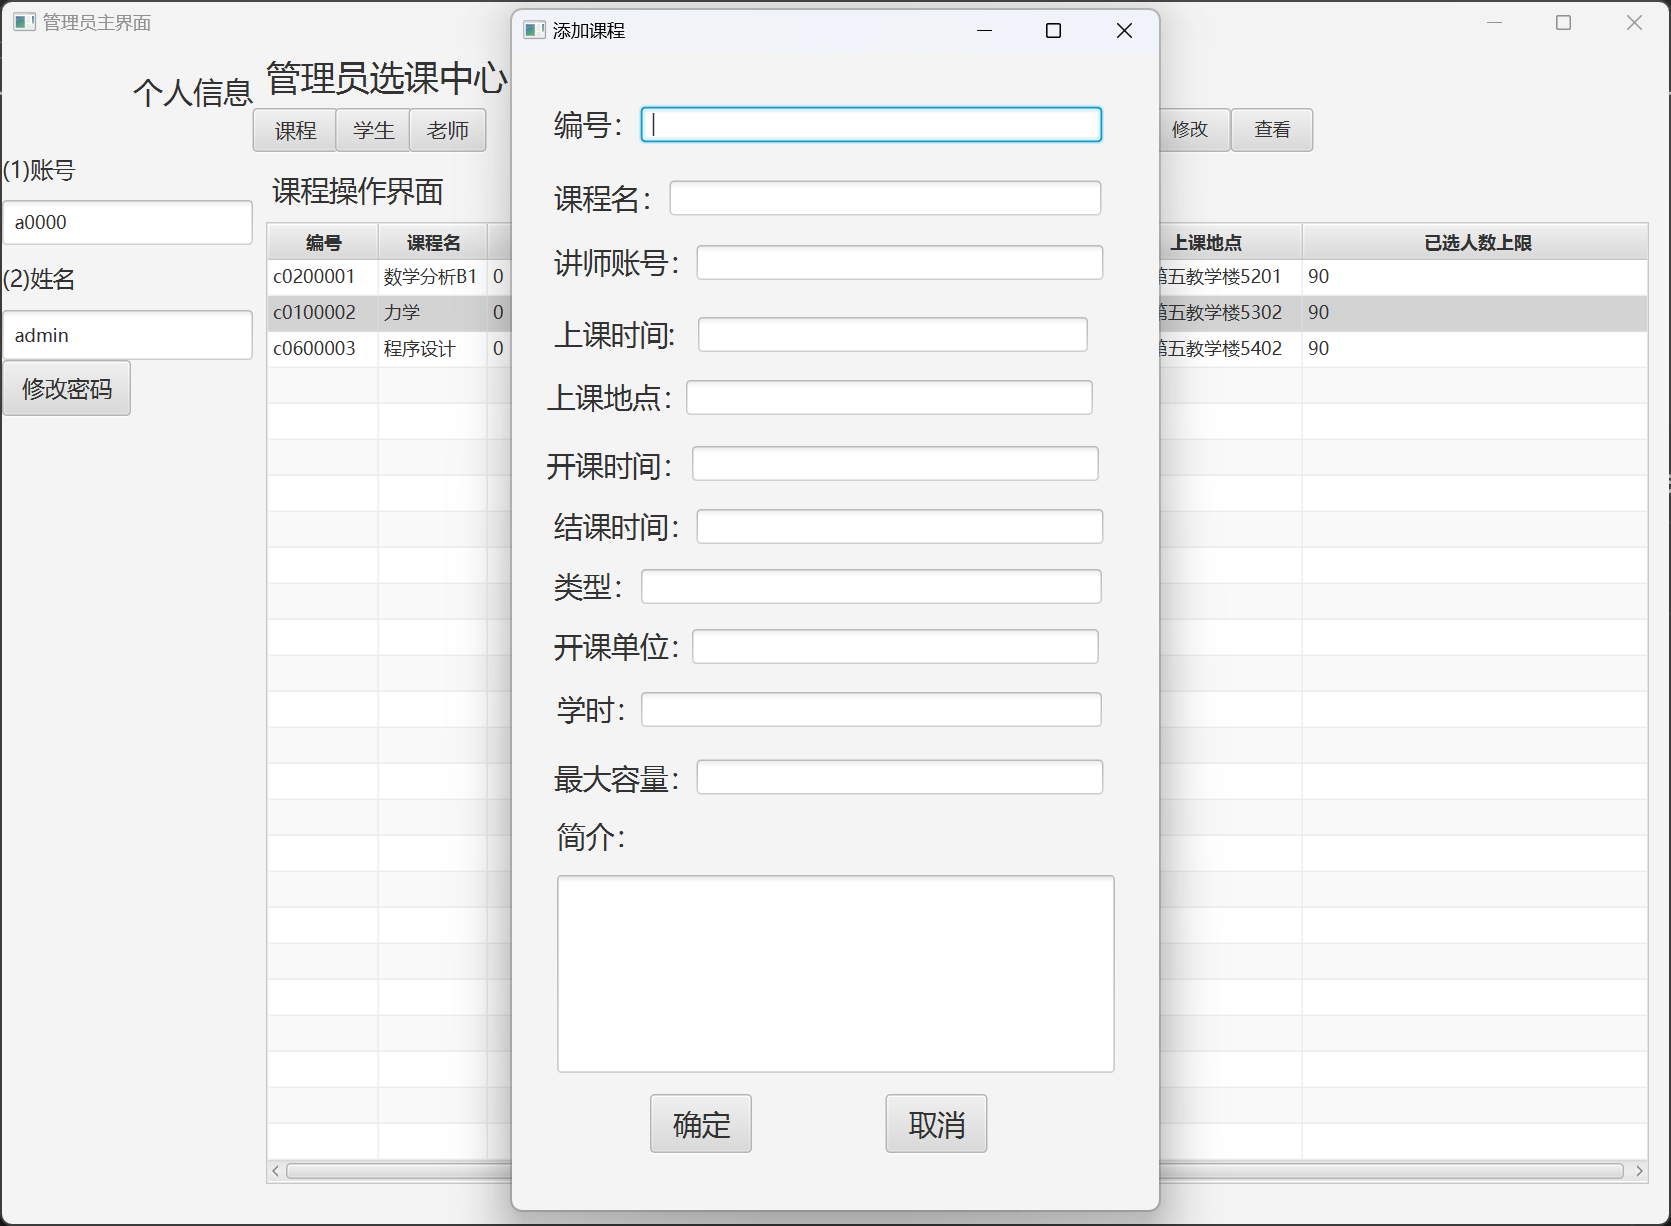 管理员主界面
个人信息
管理员选课中心
课程 学生 老师
修改 查看
(1)账号
a0000
(2)姓名
admin
修改密码
课程操作界面
编号 课程名 上课地点 已选人数上限
c0200001 数学分析B1 0 第五教学楼5201 90
c0100002 力学 0 第五教学楼5302 90
c0600003 程序设计 0 第五教学楼5402 90
添加课程
编号：
课程名：
讲师账号：
上课时间:
上课地点：
开课时间：
结课时间：
类型：
开课单位：
学时：
最大容量：
简介：
确定 取消